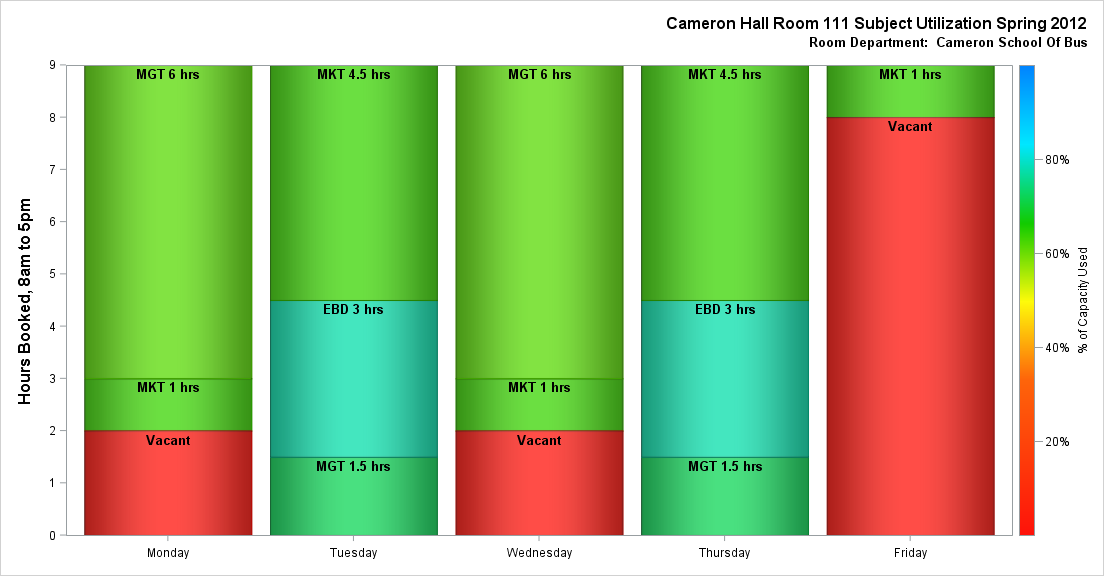 Cameron Hall Room 111 Subject Utilization Spring 2012
Room Department:  Cameron School Of Bus
Hours Booked, 8am to 5pm
9
8
7
6
5
4
3
2
1
0
MGT 6 hrs
MKT 1 hrs
Vacant
MKT 4.5 hrs
EBD 3 hrs
MGT 1.5 hrs
MGT 6 hrs
MKT 1 hrs
Vacant
MKT 4.5 hrs
EBD 3 hrs
MGT 1.5 hrs
MKT 1 hrs
Vacant
Monday
Tuesday
Wednesday
Thursday
Friday
80%
60%
40%
20%
% of Capacity Used